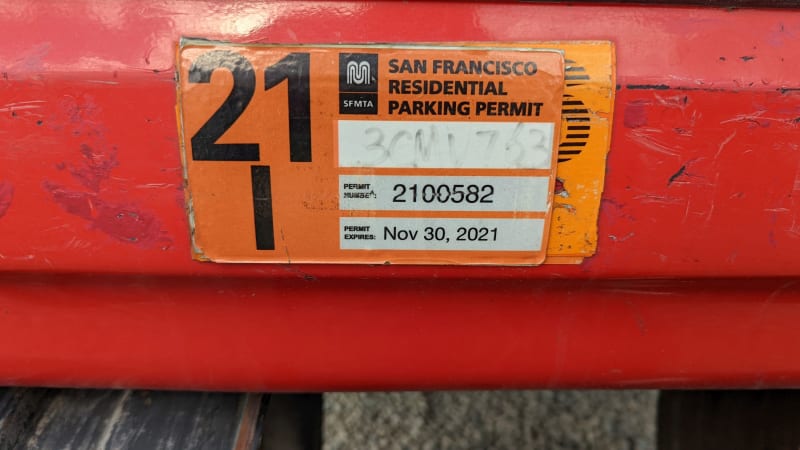 21
I
SFMTA
SAN FRANCISCO
RESIDENTIAL
PARKING PERMIT
PERMIT
NUMBER:
2100582
PERMIT
EXPIRES:
Nov 30, 2021